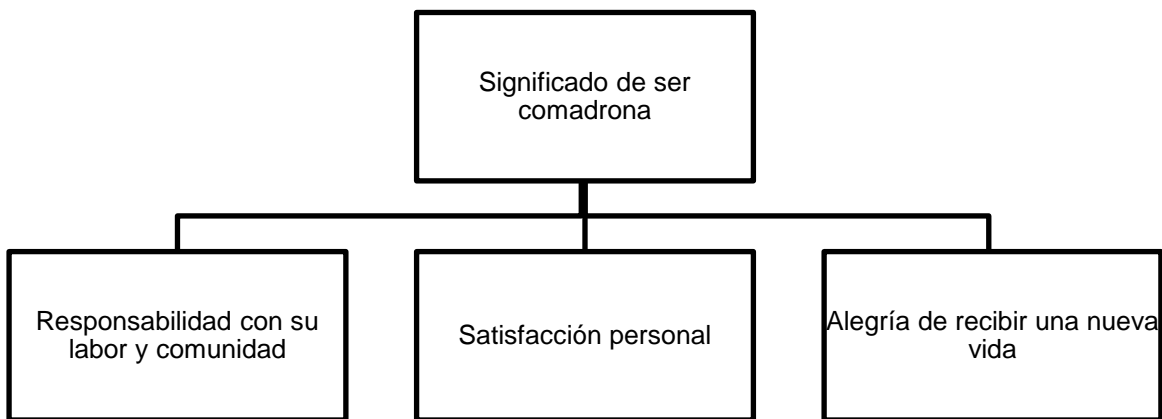 Significado de ser
comadrona
Responsabilidad con su
labor y comunidad
Satisfacción personal
Alegría de recibir una nueva
vida